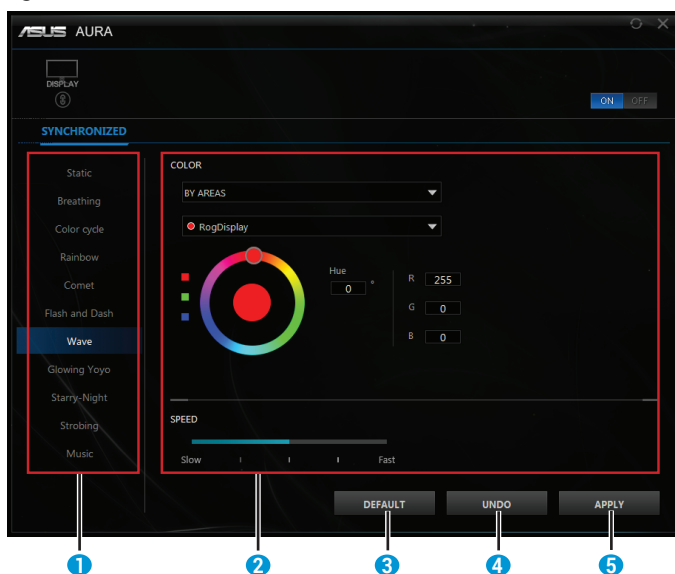 ASUS AURA
DISPLAY
ON OFF
SYNCHRONIZED
Static
Breathing
Color cycle
Rainbow
Comet
Flash and Dash
Wave
Glowing Yoyo
Starry-Night
Strobing
Music
COLOR
BY AREAS
RogDisplay
Hue
0 °
R 255
G 0
B 0
SPEED
Slow Fast
DEFAULT UNDO APPLY
1 2 3 4 5